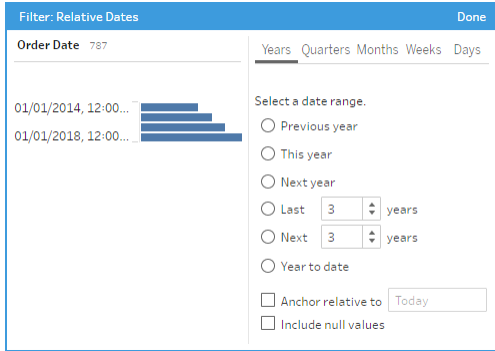 Filter: Relative Dates Done
Order Date 787
01/01/2014, 12:00...
01/01/2018, 12:00...
Years Quarters Months Weeks Days
Select a date range.
Previous year
This year
Next year
Last 3 years
Next 3 years
Year to date
Anchor relative to Today
Include null values